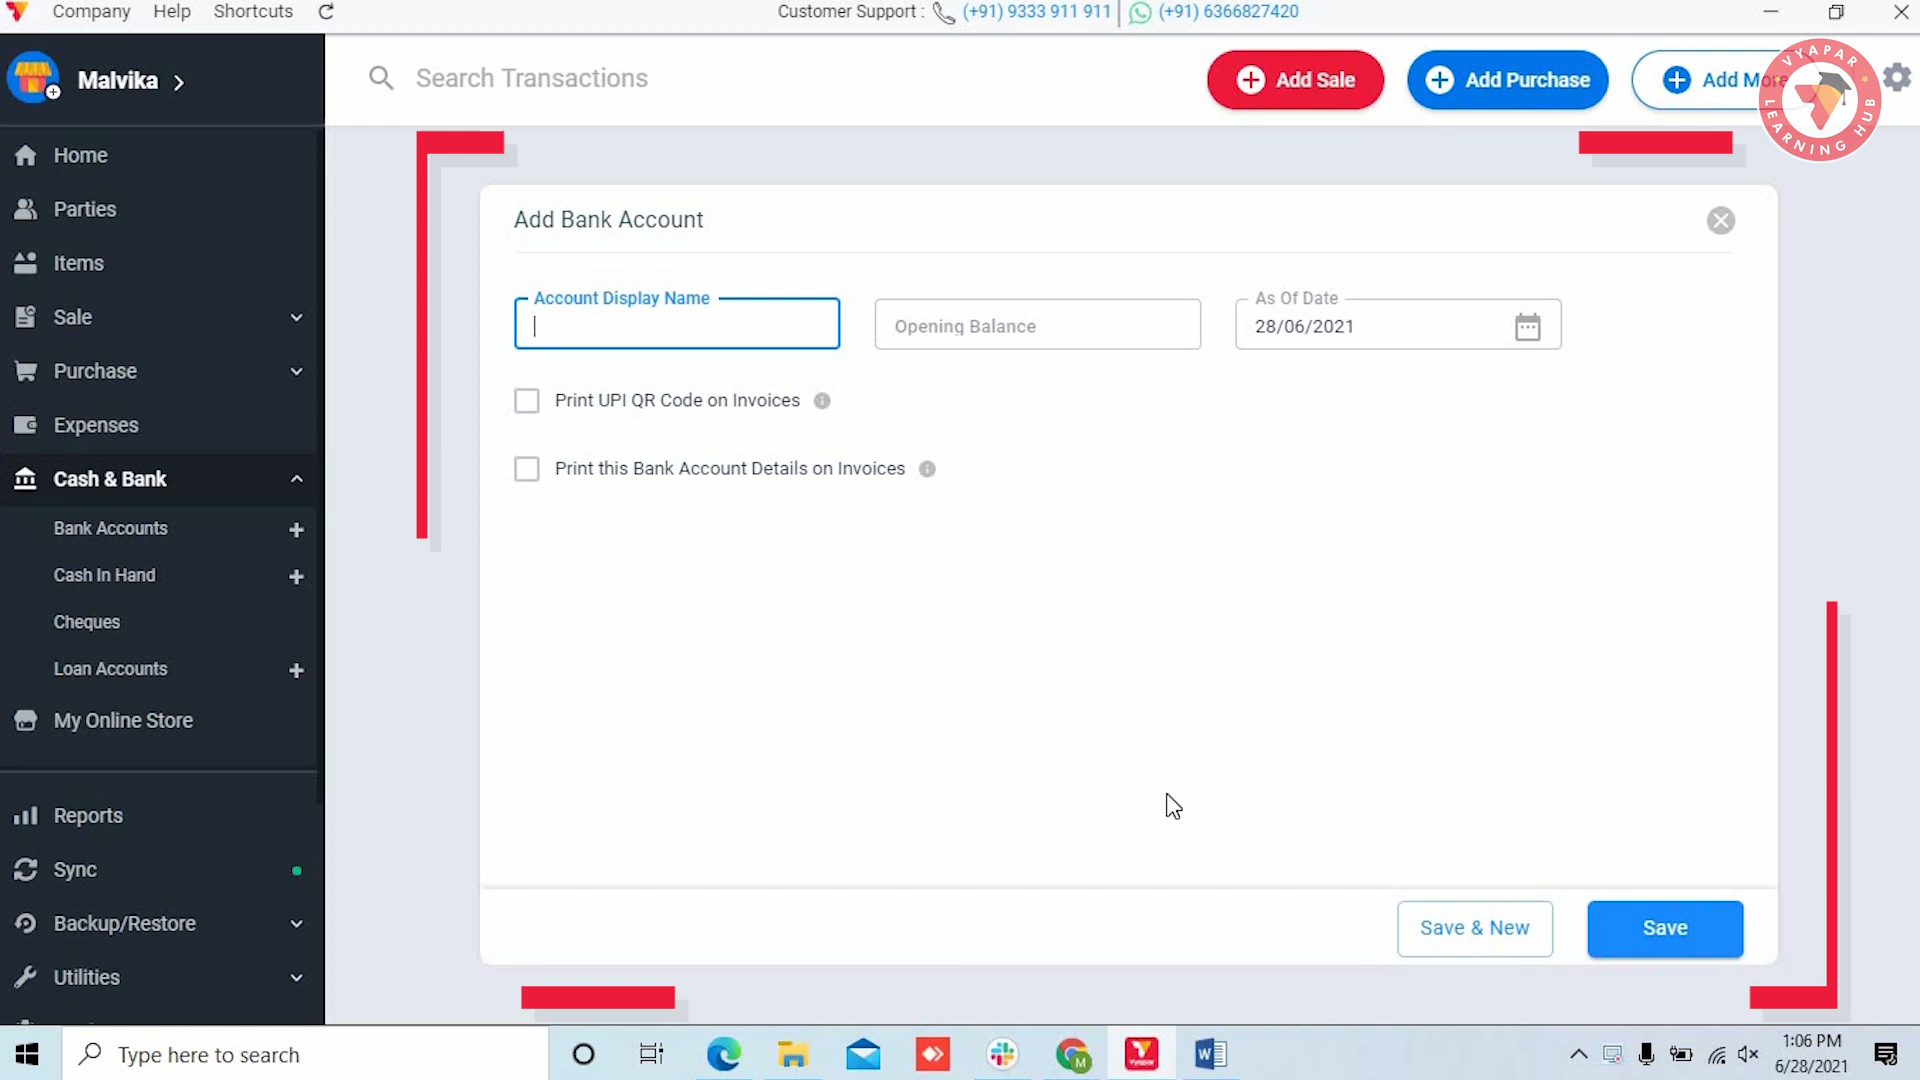 Company Help Shortcuts
Customer Support : (+91) 9333 911 911 (+91) 6366827420
Malvika
Search Transactions
Add Sale
Add Purchase
Add More
VYAPAR
LEARNING HUB
Home
Parties
Items
Sale
Purchase
Expenses
Cash & Bank
Bank Accounts
Cash In Hand
Cheques
Loan Accounts
My Online Store
Reports
Sync
Backup/Restore
Utilities
Add Bank Account
Account Display Name
Opening Balance
As Of Date
28/06/2021
Print UPI QR Code on Invoices
Print this Bank Account Details on Invoices
Save & New
Save
Type here to search
1:06 PM
6/28/2021